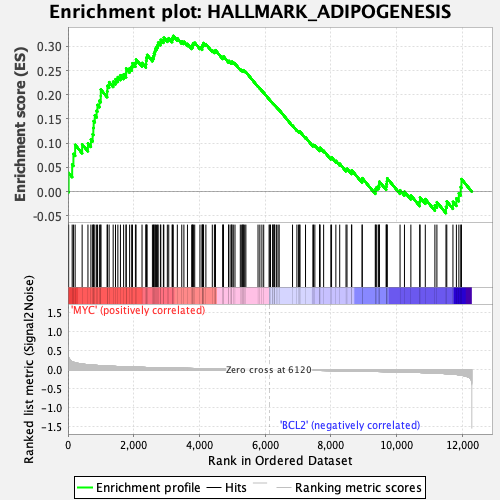 Enrichment plot: HALLMARK_ADIPOGENESIS
Enrichment score (ES)
0.30
0.25
0.20
0.15
0.10
0.05
0.00
-0.05
'MYC' (positively correlated)
Ranked list metric (Signal2Noise)
1.5
1.0
0.5
0.0
-0.5
-1.0
-1.5
Zero cross at 6120
'BCL2' (negatively correlated)
0 2,000 4,000 6,000 8,000 10,000 12,000
Rank in Ordered Dataset
Enrichment profile Hits Ranking metric scores